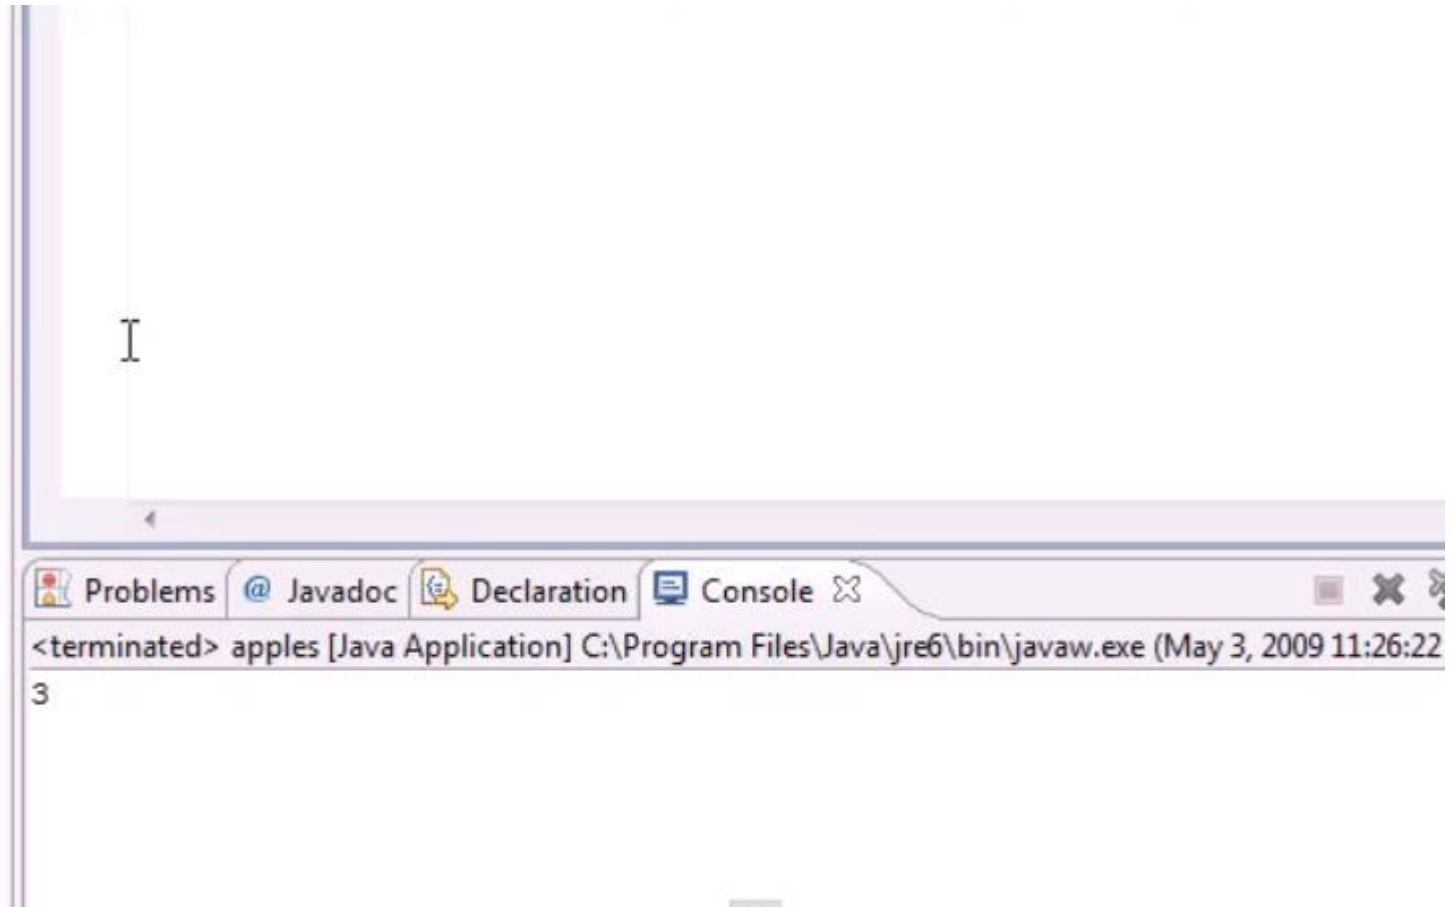 Problems @ Javadoc Declaration Console
<terminated> apples [Java Application] C:\Program Files\Java\jre6\bin\javaw.exe (May 3, 2009 11:26:22
3